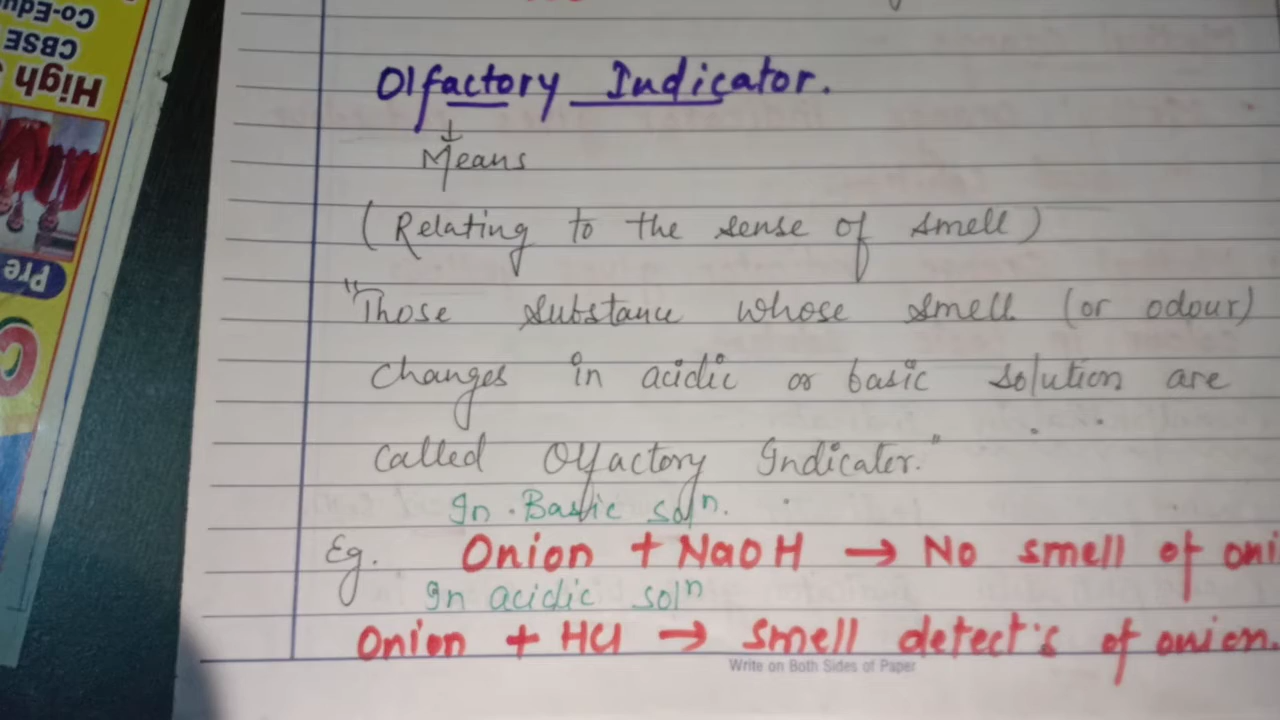 Olfactory Indicator.
↓
Means
(Relating to the sense of smell)
"Those substance whose smell (or odour)
changes in acidic or basic solution are
called Olfactory Indicater."
In Basic solⁿ.
Eg. Onion + NaOH → No smell of oni
In acidic solⁿ
Onion + HCl → smell detect's of onion.
Write on Both Sides of Paper
Co-Edu
CBSE
High
Pre